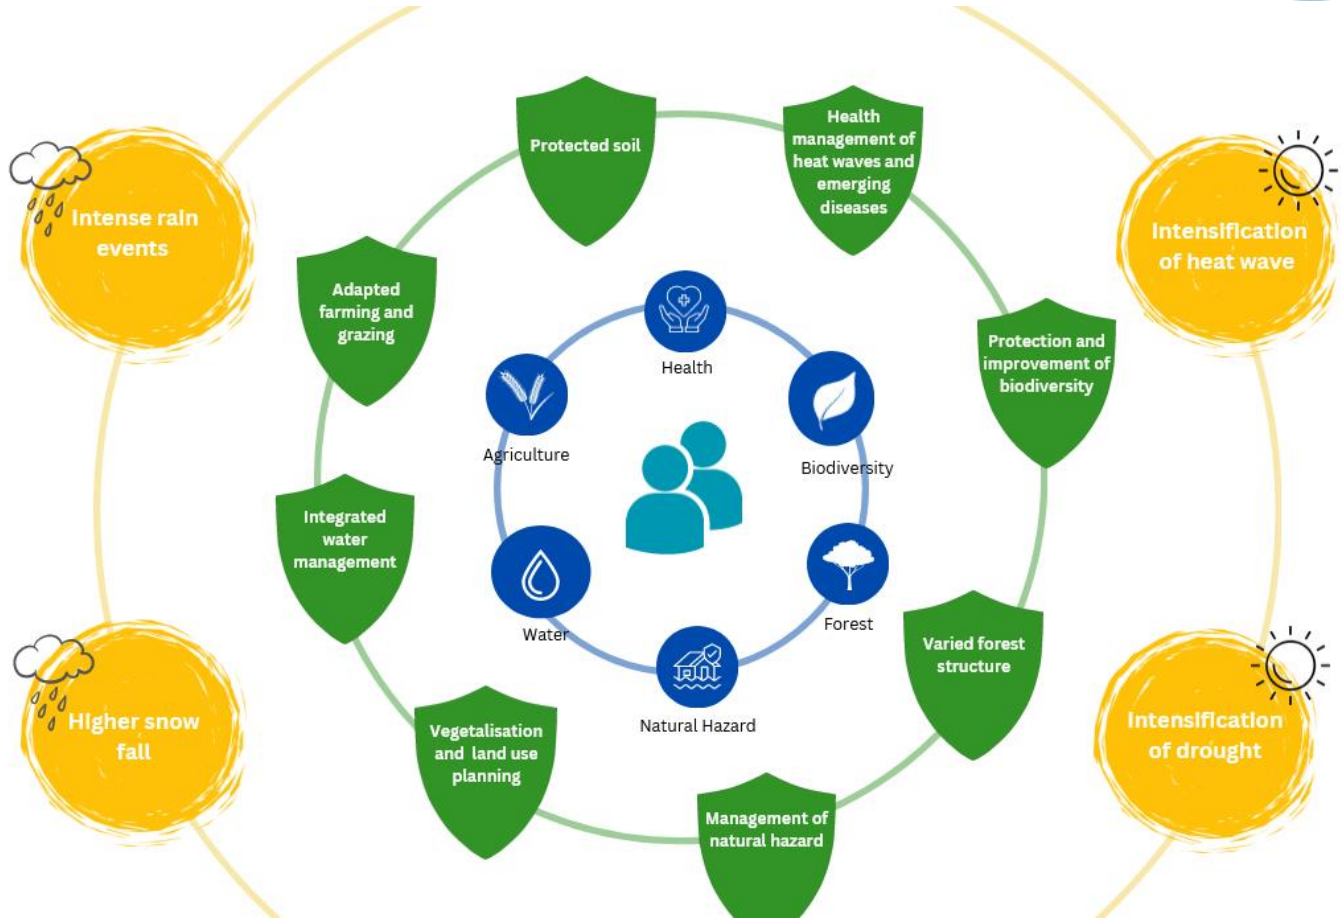 Protected soil
Health
management of
heat waves and
emerging
diseases
Intense rain
events
Intensification
of heat wave
Adapted
farming and
grazing
Protection and
improvement of
biodiversity
Health
Agriculture
Biodiversity
Integrated
water
management
Water
Forest
Natural Hazard
Varied forest
structure
Higher snow
fall
Vegetalisation
and land use
planning
Intensification
of drought
Management of
natural hazard